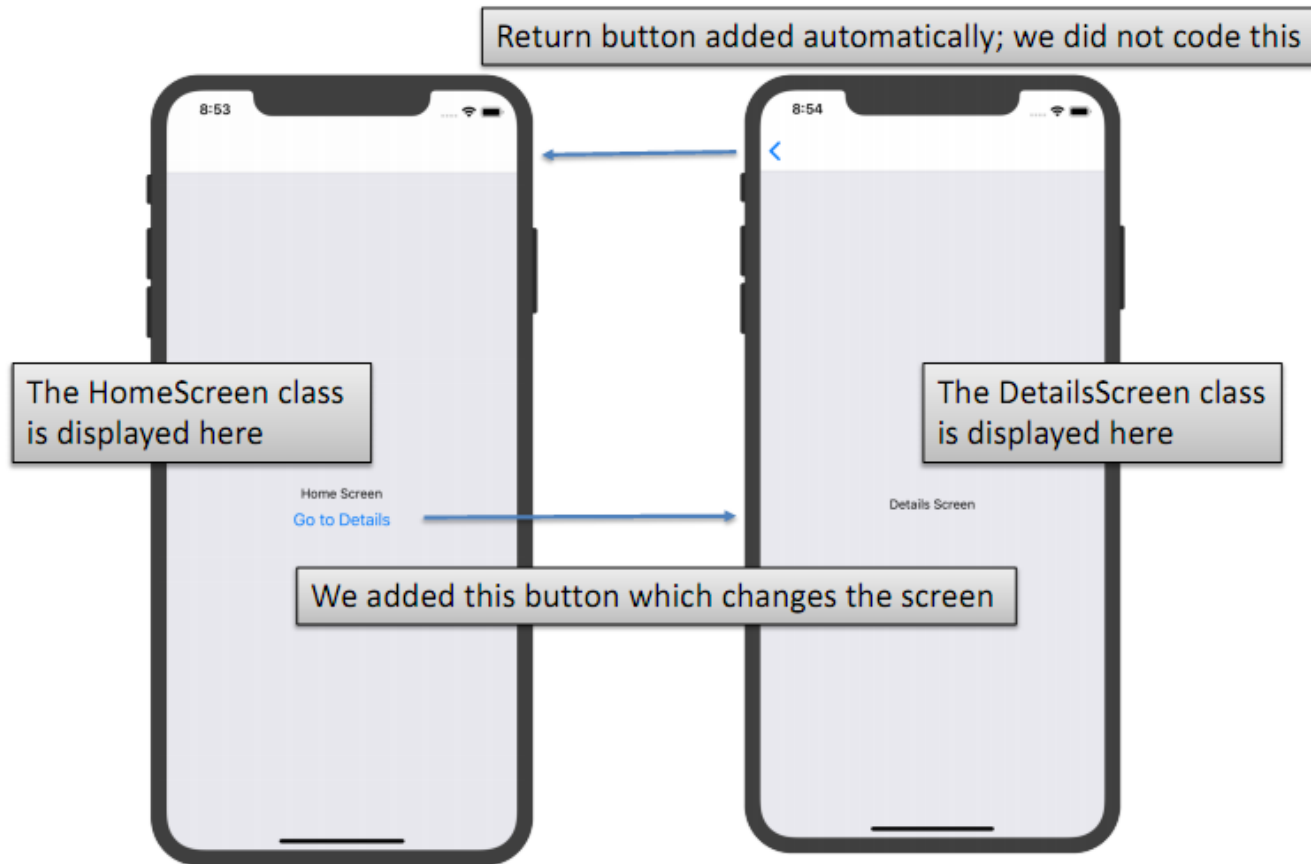 Return button added automatically; we did not code this
8:53
8:54
The HomeScreen class
is displayed here
The DetailsScreen class
is displayed here
Home Screen
Go to Details
Details Screen
We added this button which changes the screen